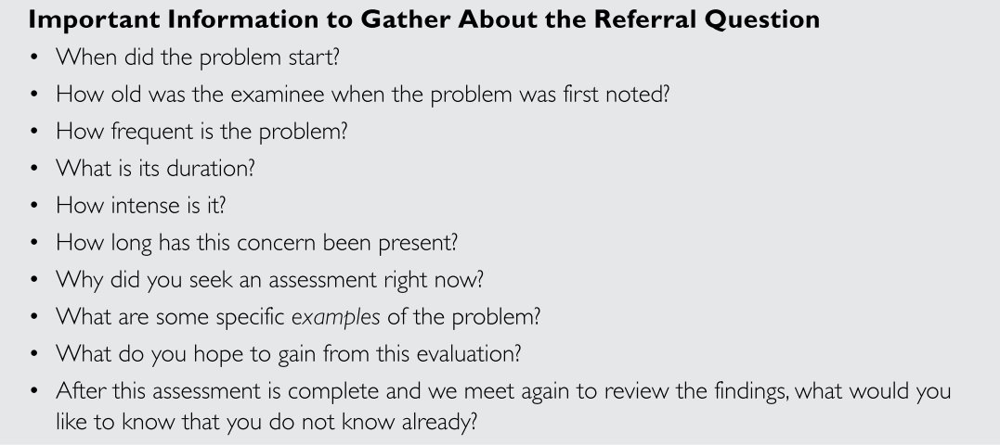 Important Information to Gather About the Referral Question
• When did the problem start?
• How old was the examinee when the problem was first noted?
• How frequent is the problem?
• What is its duration?
• How intense is it?
• How long has this concern been present?
• Why did you seek an assessment right now?
• What are some specific examples of the problem?
• What do you hope to gain from this evaluation?
• After this assessment is complete and we meet again to review the findings, what would you
like to know that you do not know already?